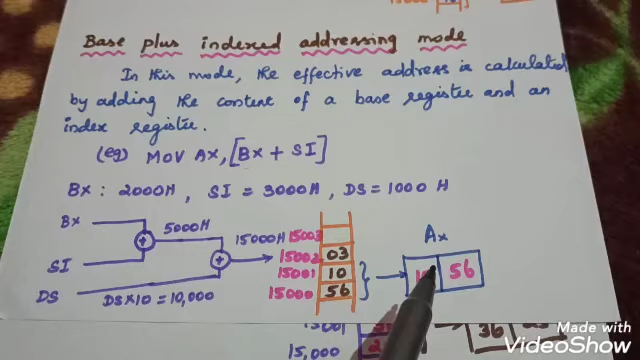 15000
Base plus indexed addressing mode
In this mode, the effective address is calculated
by adding the content of a base register and an
index register.
(eg) MOV AX, [BX + SI]
BX : 2000H, SI = 3000H, DS = 1000 H
BX
5000H
SI
DS
DS×10 = 10,000
15000H
15003
15002 03
15001 10
15000 56
Ax
10 56
15001
15,000
36
Made with
VideoShow